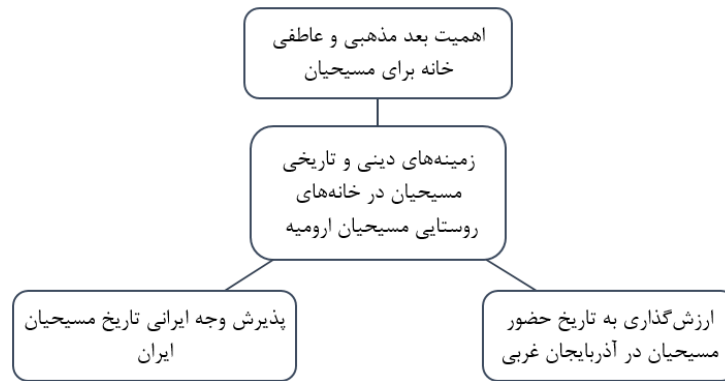 اهمیت بعد مذهبی و عاطفی
خانه برای مسیحیان
زمینه‌های دینی و تاریخی
مسیحیان در خانه‌های
روستایی مسیحیان ارومیه
ارزش‌گذاری به تاریخ حضور
مسیحیان در آذربایجان غربی
پذیرش وجه ایرانی تاریخ مسیحیان
ایران